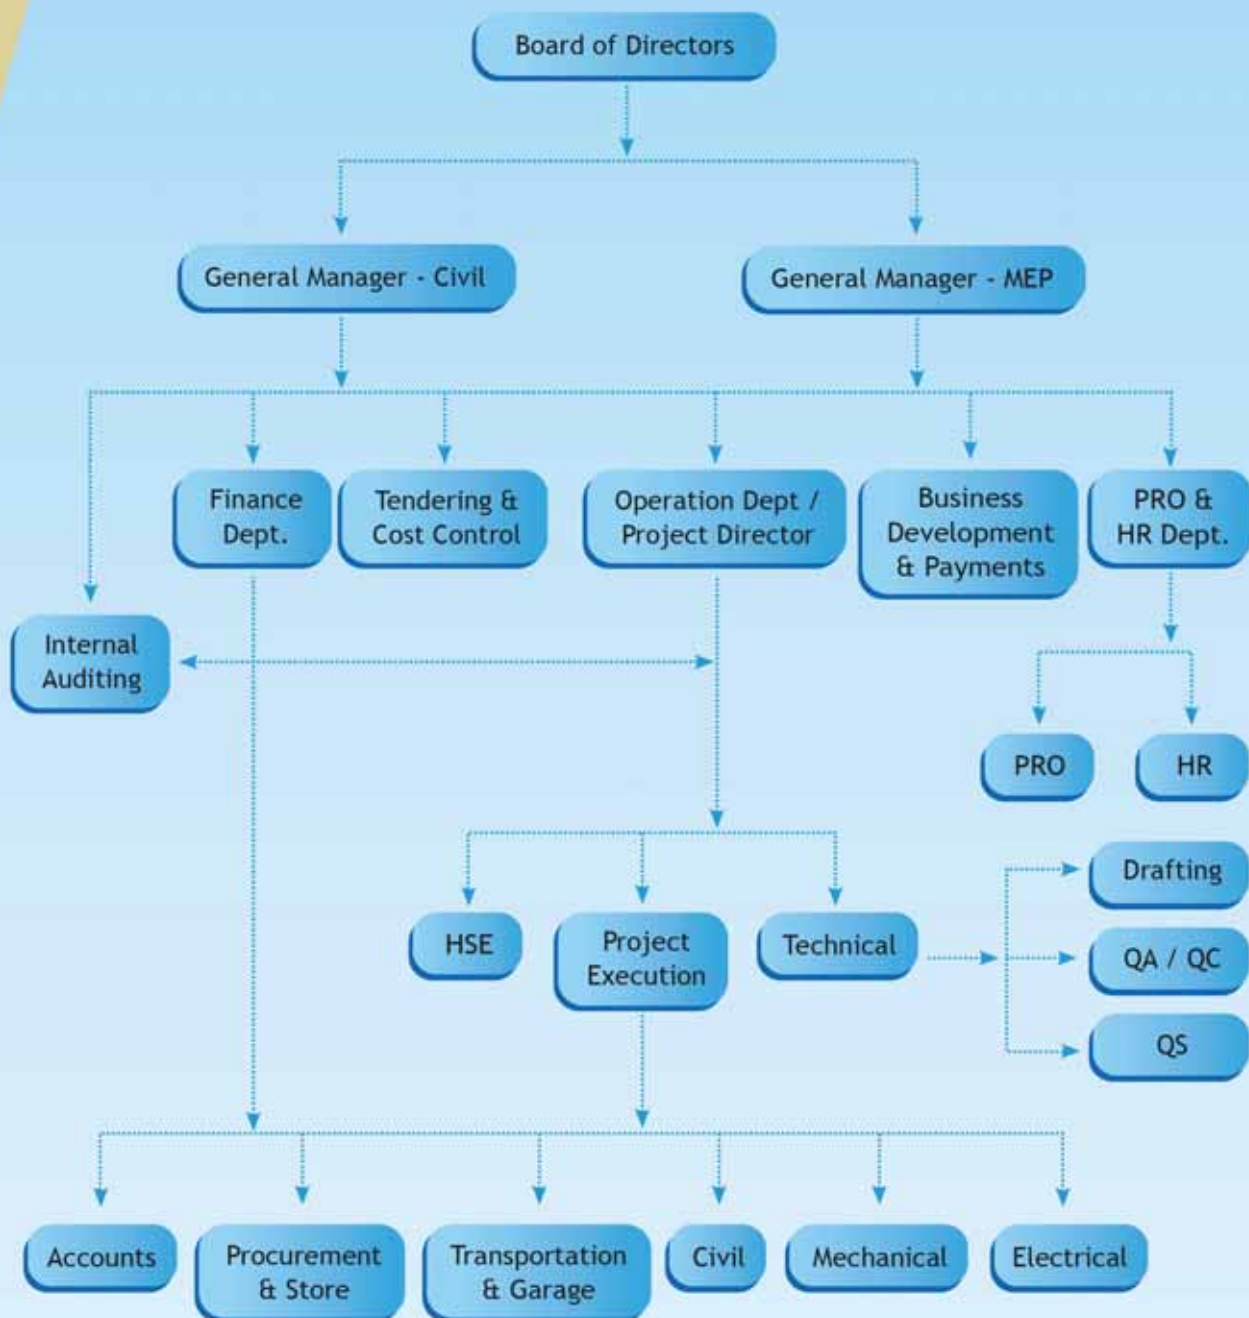 Board of Directors
General Manager - Civil
General Manager - MEP
Finance
Dept.
Tendering &
Cost Control
Operation Dept /
Project Director
Business
Development
& Payments
PRO &
HR Dept.
Internal
Auditing
PRO
HR
HSE
Project
Execution
Technical
Drafting
QA / QC
QS
Accounts
Procurement
& Store
Transportation
& Garage
Civil
Mechanical
Electrical